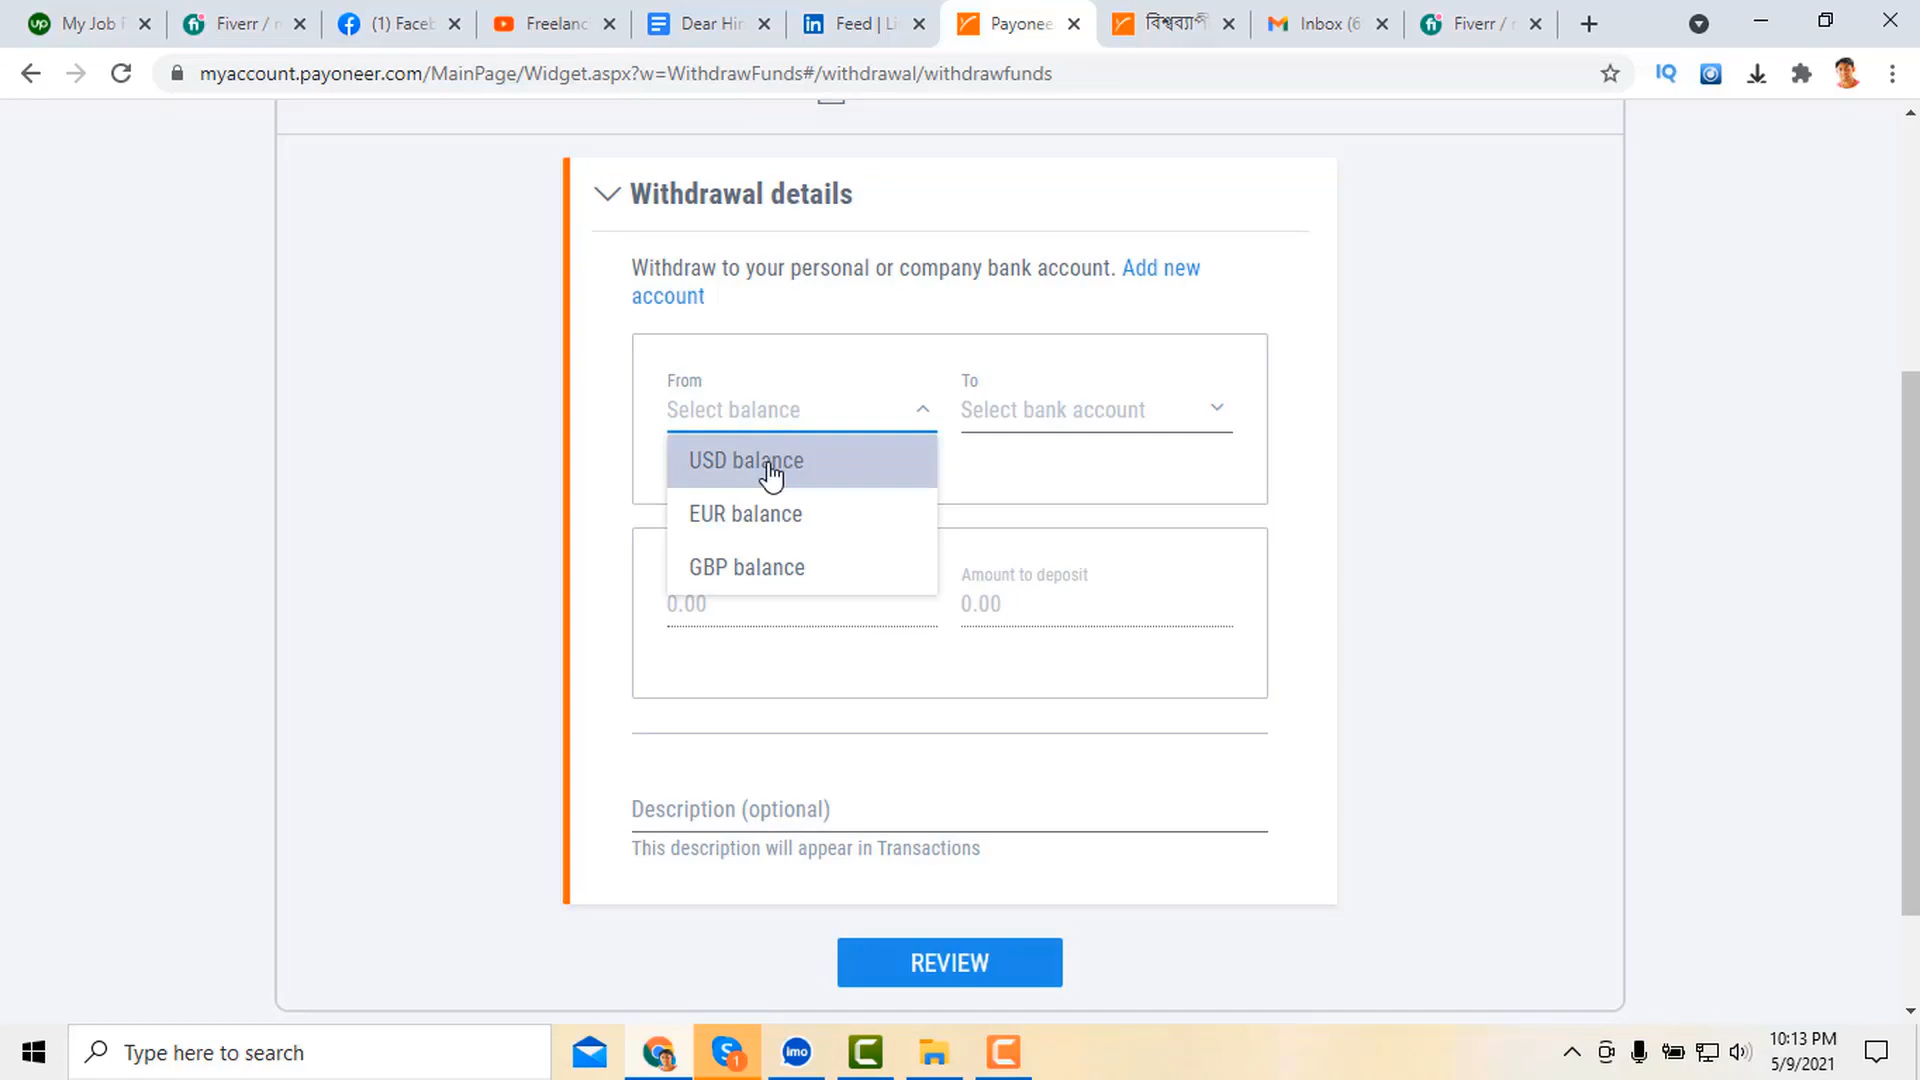 My Job F
Fiverr / r
(1) Faceb
Freelanc
Dear Hir
Feed | Li
Payonee
বিশ্বব্যাপী
Inbox (6
Fiverr / r
myaccount.payoneer.com/MainPage/Widget.aspx?w=WithdrawFunds#/withdrawal/withdrawfunds
IQ
Withdrawal details
Withdraw to your personal or company bank account. Add new
account
From
To
Select balance
Select bank account
USD balance
EUR balance
GBP balance
Amount to deposit
0.00
0.00
Description (optional)
This description will appear in Transactions
REVIEW
Type here to search
1
imo
10:13 PM
5/9/2021